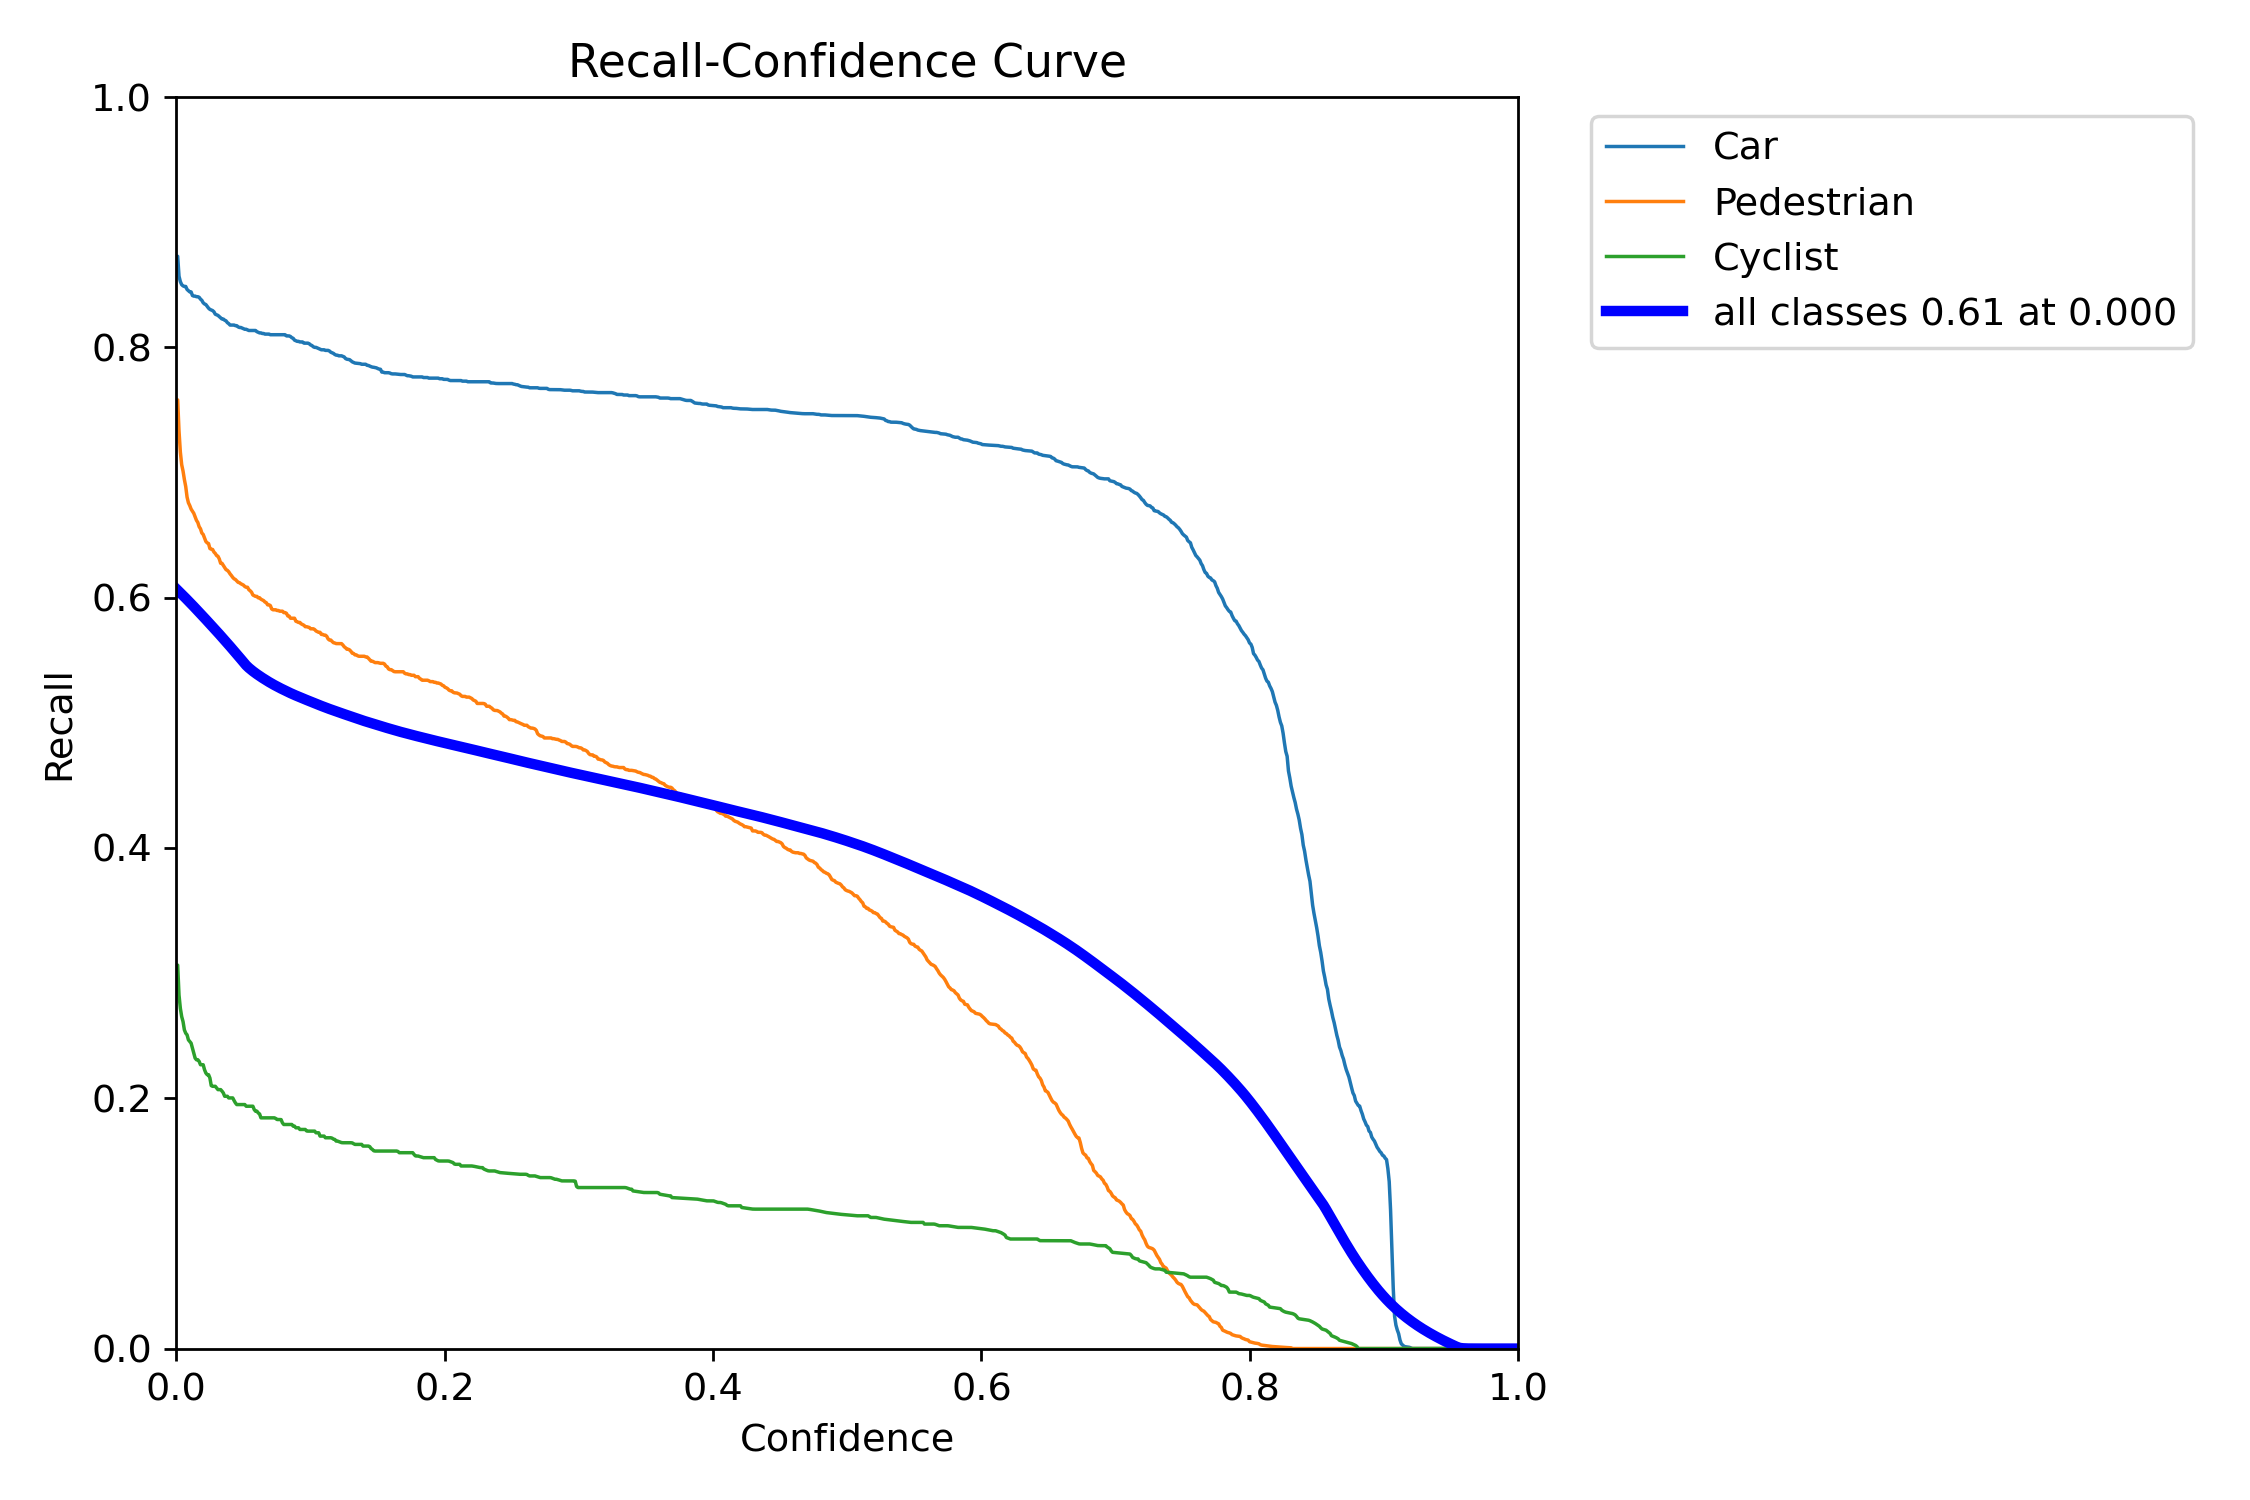 Recall-Confidence Curve
1.0
0.8
0.6
0.4
0.2
0.0
Recall
0.0 0.2 0.4 0.6 0.8 1.0
Confidence
Car
Pedestrian
Cyclist
all classes 0.61 at 0.000